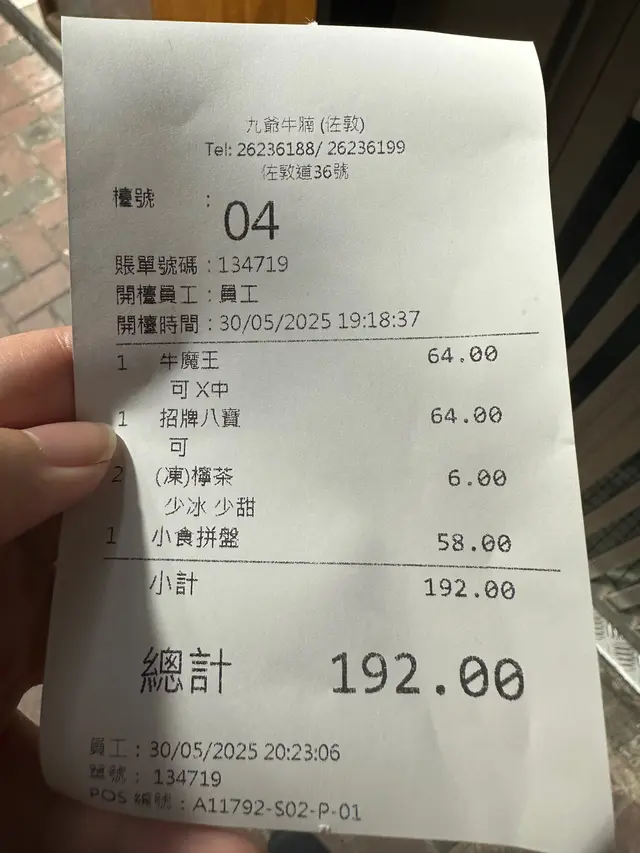 九爺牛腩 (佐敦)
Tel: 26236188/ 26236199
佐敦道36號
檯號 : 04
賬單號碼 : 134719
開檯員工 : 員工
開檯時間 : 30/05/2025 19:18:37
1 牛魔王 64.00
可 X中
1 招牌八寶 64.00
可
2 (凍)檸茶 6.00
少冰 少甜
1 小食拼盤 58.00
小計 192.00
總計 192.00
員工 : 30/05/2025 20:23:06
單號 : 134719
POS 編號 : A11792-S02-P-01